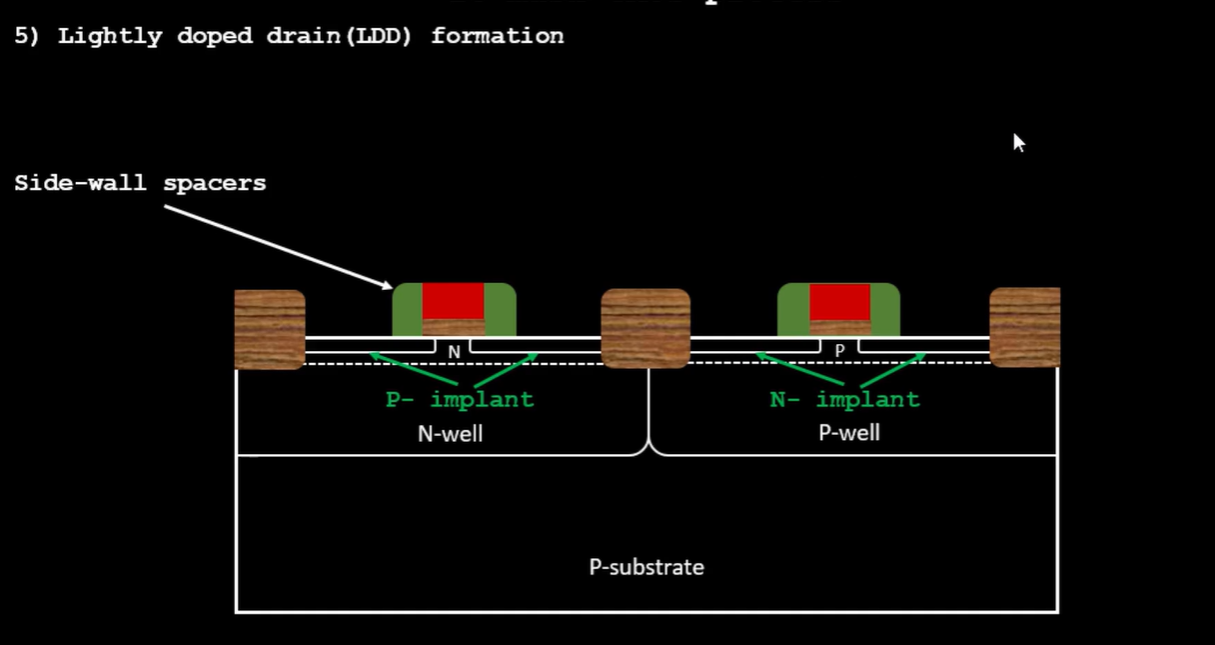 5) Lightly doped drain(LDD) formation
Side-wall spacers
N
P
P- implant
N- implant
N-well
P-well
P-substrate